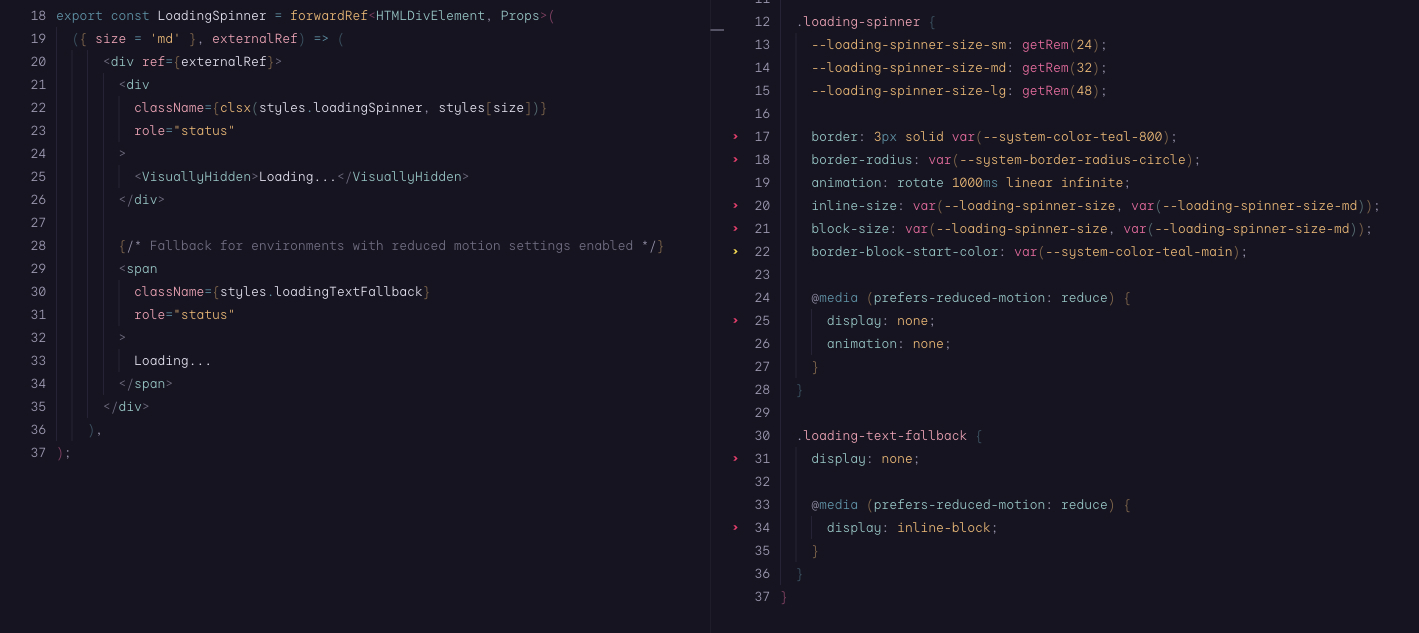 18 export const LoadingSpinner = forwardRef<HTMLDivElement, Props>(
19 ({ size = 'md' }, externalRef) => (
20 <div ref={externalRef}>
21 <div
22 className={clsx(styles.loadingSpinner, styles[size])}
23 role="status"
24 >
25 <VisuallyHidden>Loading...</VisuallyHidden>
26 </div>
27
28 {/* Fallback for environments with reduced motion settings enabled */}
29 <span
30 className={styles.loadingTextFallback}
31 role="status"
32 >
33 Loading...
34 </span>
35 </div>
36 ),
37 );
11
12 .loading-spinner {
13 --loading-spinner-size-sm: getRem(24);
14 --loading-spinner-size-md: getRem(32);
15 --loading-spinner-size-lg: getRem(48);
16
17 border: 3px solid var(--system-color-teal-800);
18 border-radius: var(--system-border-radius-circle);
19 animation: rotate 1000ms linear infinite;
20 inline-size: var(--loading-spinner-size, var(--loading-spinner-size-md));
21 block-size: var(--loading-spinner-size, var(--loading-spinner-size-md));
22 border-block-start-color: var(--system-color-teal-main);
23
24 @media (prefers-reduced-motion: reduce) {
25 display: none;
26 animation: none;
27 }
28 }
29
30 .loading-text-fallback {
31 display: none;
32
33 @media (prefers-reduced-motion: reduce) {
34 display: inline-block;
35 }
36 }
37 }